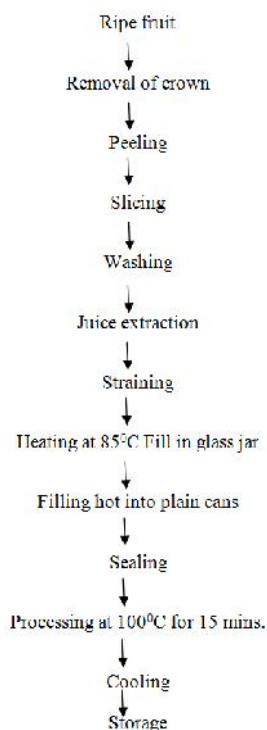 Ripe fruit
Removal of crown
Peeling
Slicing
Washing
Juice extraction
Straining
Heating at 85⁰C Fill in glass jar
Filling hot into plain cans
Sealing
Processing at 100⁰C for 15 mins.
Cooling
Storage